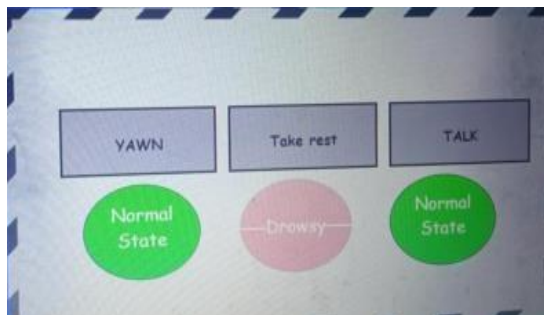 YAWN
Take rest
TALK
Normal
State
Drowsy
Normal
State